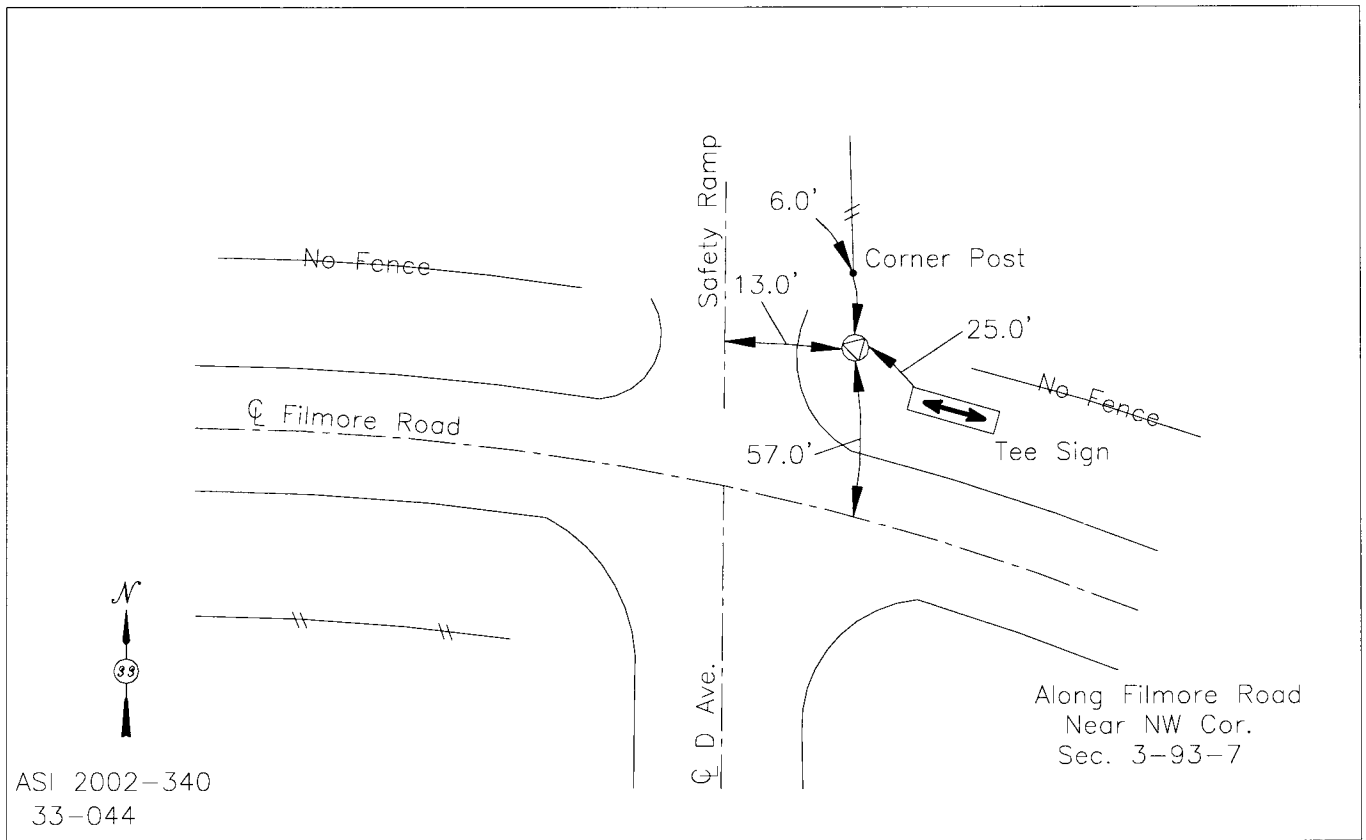 Safety Ramp
6.0'
Corner Post
13.0'
25.0'
No Fence
No Fence
℄ Filmore Road
57.0'
Tee Sign
N
33
℄ D Ave.
Along Filmore Road
Near NW Cor.
Sec. 3-93-7
ASI 2002-340
33-044